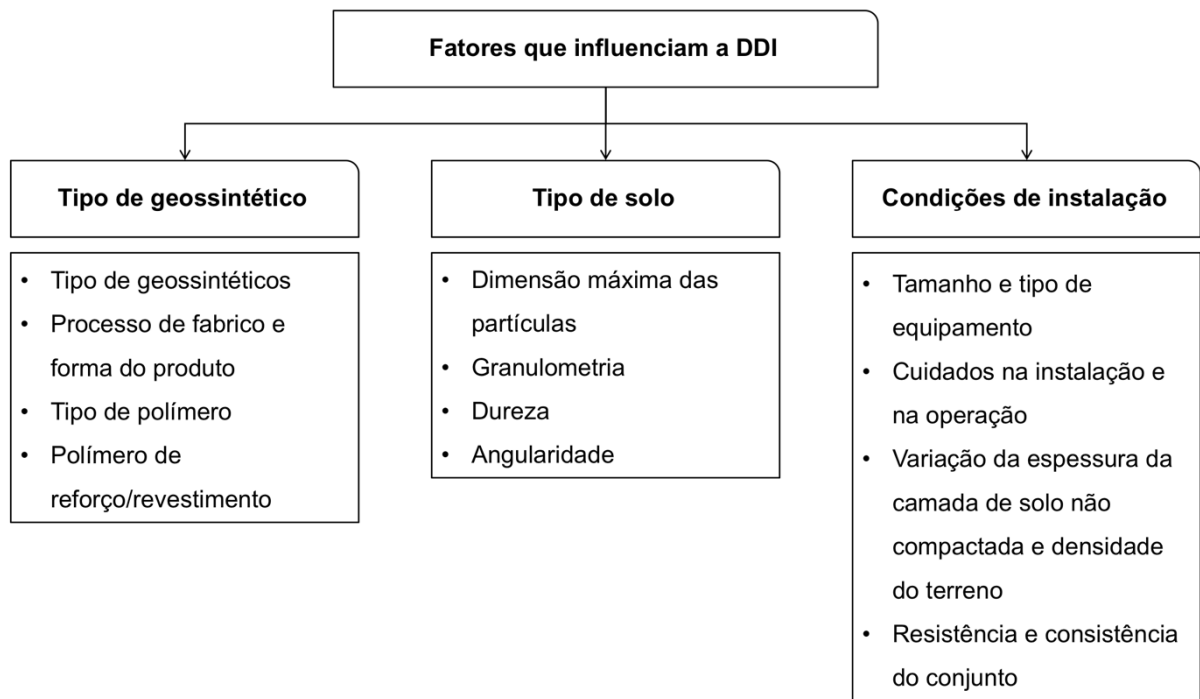 Fatores que influenciam a DDI
Tipo de geossintético
• Tipo de geossintéticos
• Processo de fabrico e
forma do produto
• Tipo de polímero
• Polímero de
reforço/revestimento
Tipo de solo
• Dimensão máxima das
partículas
• Granulometria
• Dureza
• Angularidade
Condições de instalação
• Tamanho e tipo de
equipamento
• Cuidados na instalação e
na operação
• Variação da espessura da
camada de solo não
compactada e densidade
do terreno
• Resistência e consistência
do conjunto